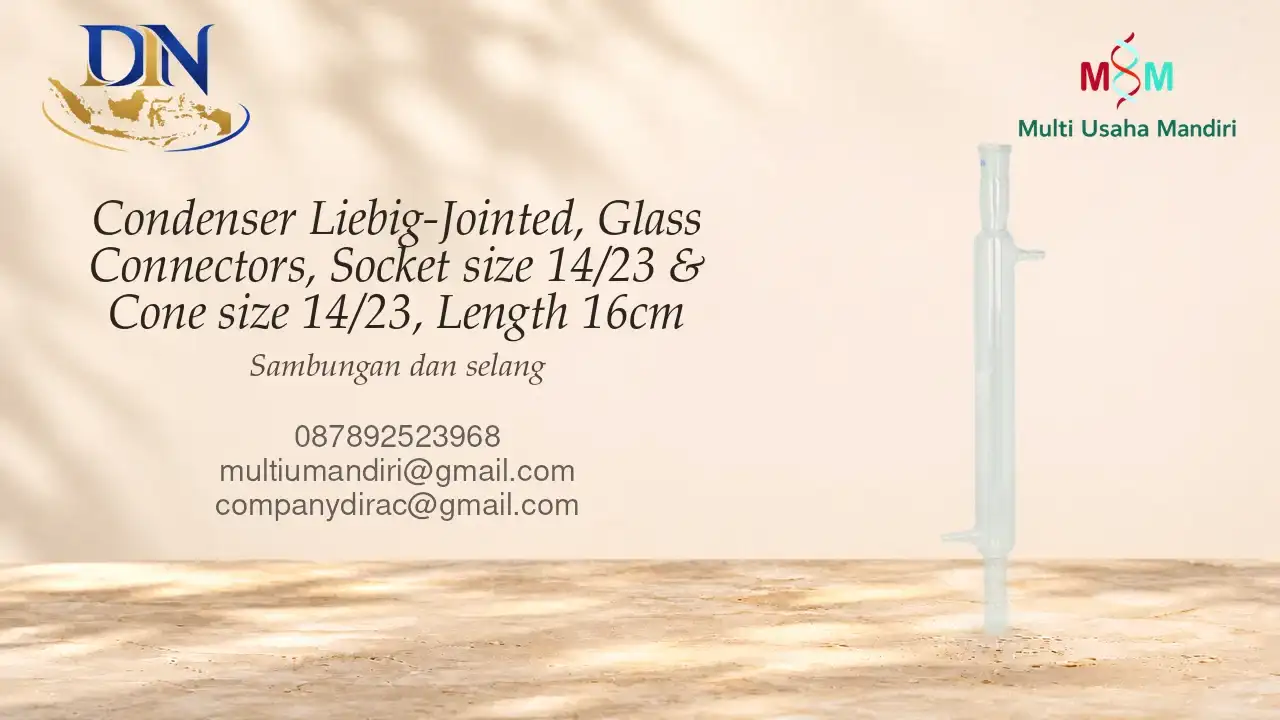 DN
M M
Multi Usaha Mandiri
Condenser Liebig-Jointed, Glass
Connectors, Socket size 14/23 &
Cone size 14/23, Length 16cm
Sambungan dan selang
087892523968
multiumandiri@gmail.com
companydirac@gmail.com